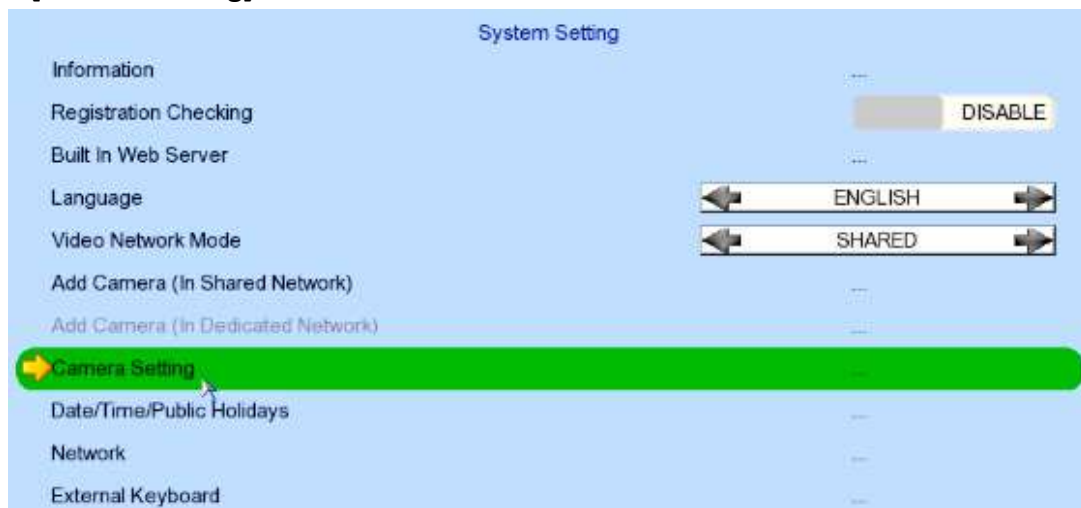 System Setting
Information ...
Registration Checking DISABLE
Built In Web Server ...
Language ENGLISH
Video Network Mode SHARED
Add Camera (In Shared Network) ...
Add Camera (In Dedicated Network) ...
Camera Setting ...
Date/Time/Public Holidays ...
Network ...
External Keyboard ...